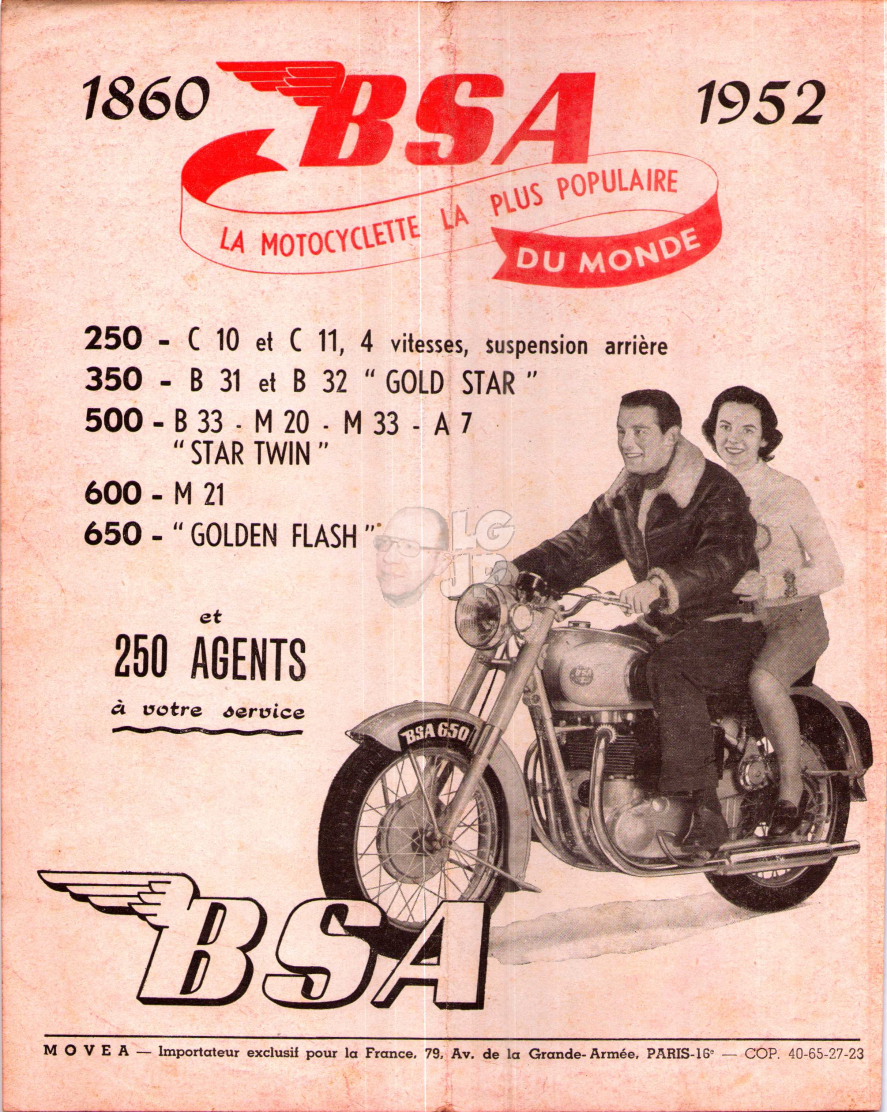 1860 BSA 1952
LA MOTOCYCLETTE LA PLUS POPULAIRE
DU MONDE
250 - C 10 et C 11, 4 vitesses, suspension arrière
350 - B 31 et B 32 “ GOLD STAR ”
500 - B 33 - M 20 - M 33 - A 7
“ STAR TWIN ”
600 - M 21
650 - “ GOLDEN FLASH ”
LG
JP
et
250 AGENTS
à votre service
BSA 650
BSA
MOVEA — Importateur exclusif pour la France, 79, Av. de la Grande-Armée, PARIS-16e — COP. 40-65-27-23